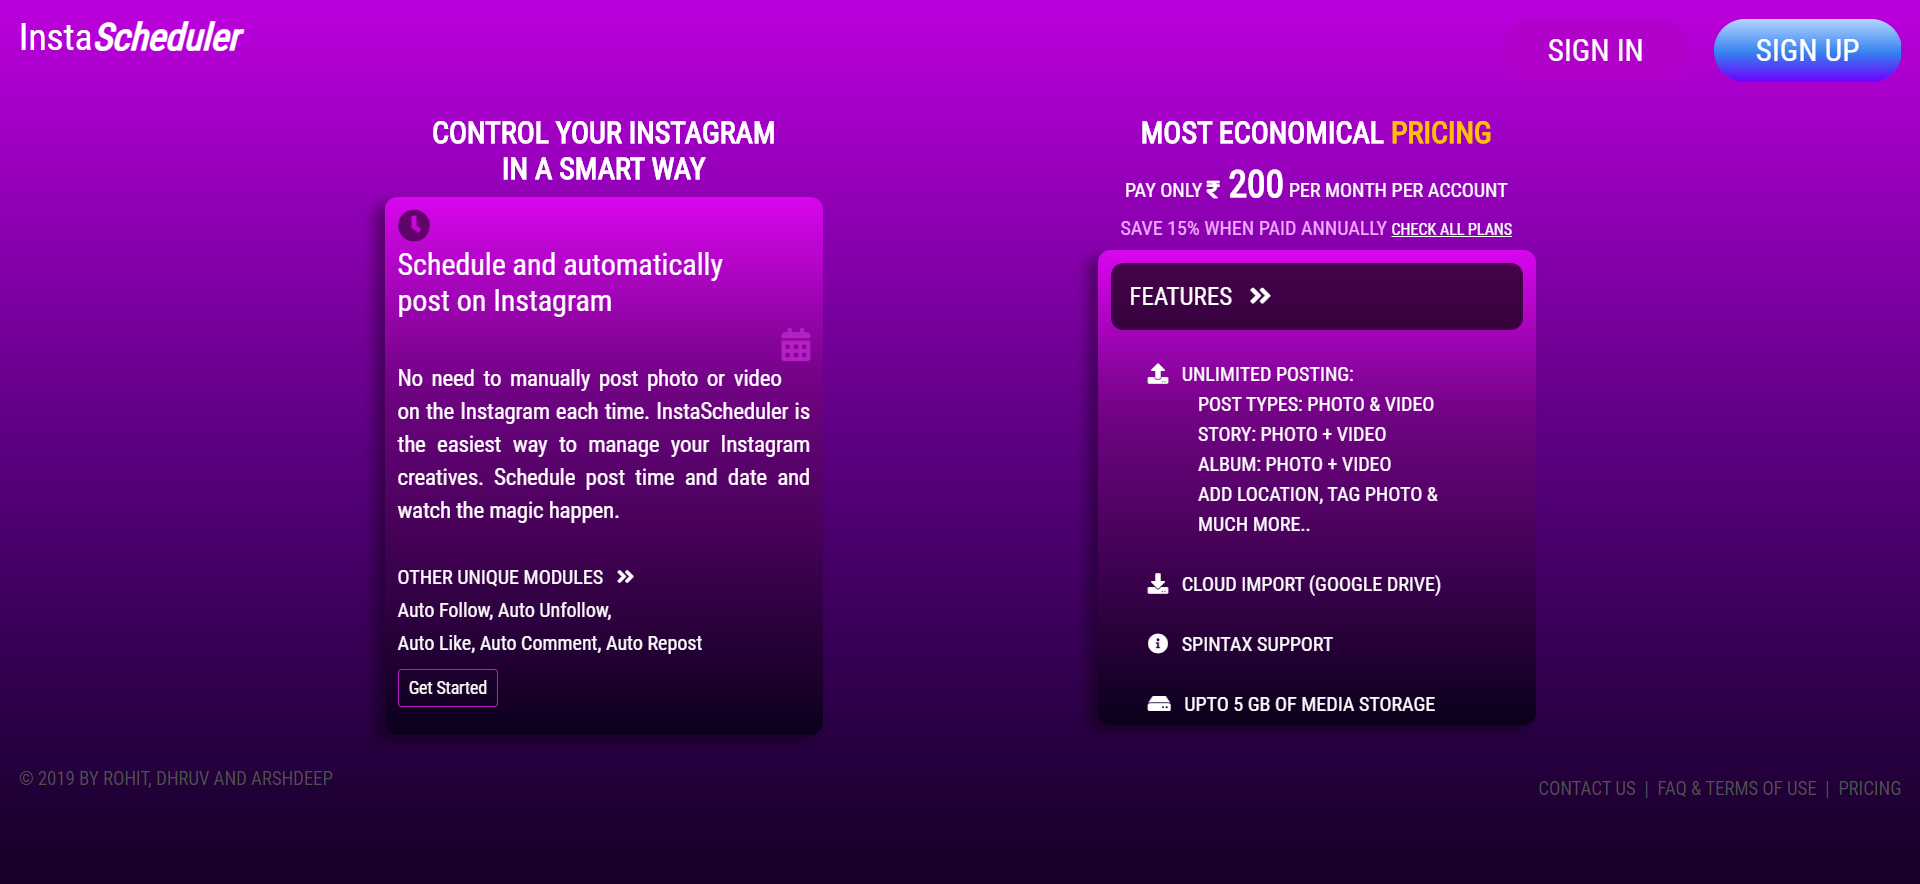 InstaScheduler
SIGN IN
SIGN UP
CONTROL YOUR INSTAGRAM
IN A SMART WAY
Schedule and automatically
post on Instagram
No need to manually post photo or video
on the Instagram each time. InstaScheduler is
the easiest way to manage your Instagram
creatives. Schedule post time and date and
watch the magic happen.
OTHER UNIQUE MODULES
Auto Follow, Auto Unfollow,
Auto Like, Auto Comment, Auto Repost
Get Started
MOST ECONOMICAL PRICING
PAY ONLY ₹ 200 PER MONTH PER ACCOUNT
SAVE 15% WHEN PAID ANNUALLY CHECK ALL PLANS
FEATURES
UNLIMITED POSTING:
POST TYPES: PHOTO & VIDEO
STORY: PHOTO + VIDEO
ALBUM: PHOTO + VIDEO
ADD LOCATION, TAG PHOTO &
MUCH MORE..
CLOUD IMPORT (GOOGLE DRIVE)
SPINTAX SUPPORT
UPTO 5 GB OF MEDIA STORAGE
© 2019 BY ROHIT, DHRUV AND ARSHDEEP
CONTACT US | FAQ & TERMS OF USE | PRICING